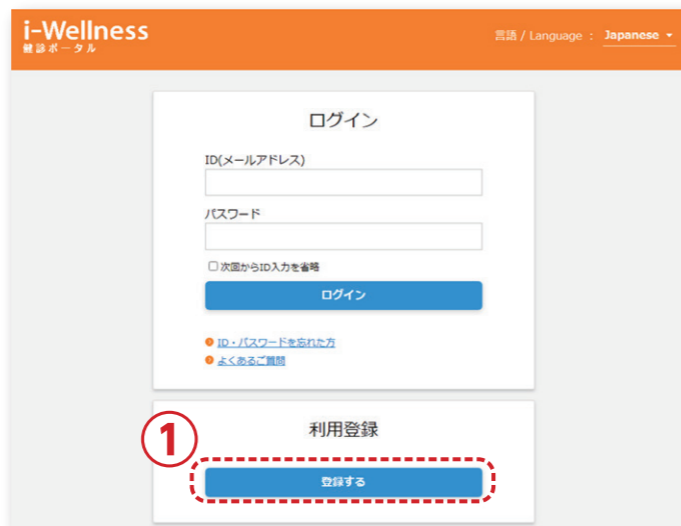 i-Wellness
健診ポータル
言語 / Language : Japanese
ログイン
ID(メールアドレス)
パスワード
次回からID入力を省略
ログイン
ID・パスワードを忘れた方
よくあるご質問
利用登録
①
登録する